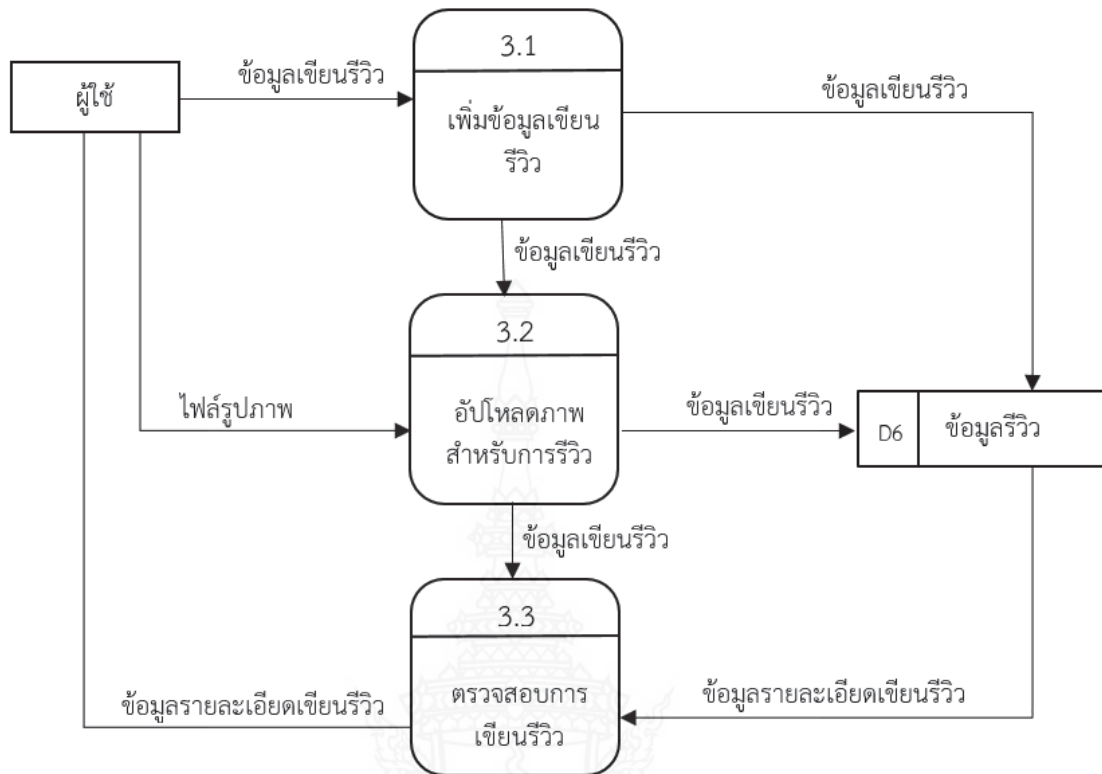 3.1
ผู้ใช้
ข้อมูลเขียนรีวิว
ข้อมูลเขียนรีวิว
เพิ่มข้อมูลเขียน
รีวิว
ข้อมูลเขียนรีวิว
3.2
ไฟล์รูปภาพ
อัปโหลดภาพ
สำหรับการรีวิว
ข้อมูลเขียนรีวิว
D6
ข้อมูลรีวิว
ข้อมูลเขียนรีวิว
3.3
ข้อมูลรายละเอียดเขียนรีวิว
ตรวจสอบการ
เขียนรีวิว
ข้อมูลรายละเอียดเขียนรีวิว